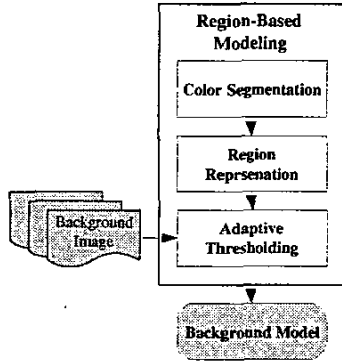 Region-Based
Modeling
Color Segmentation
Region
Reprsenation
Background
Image
Adaptive
Thresholding
Background Model